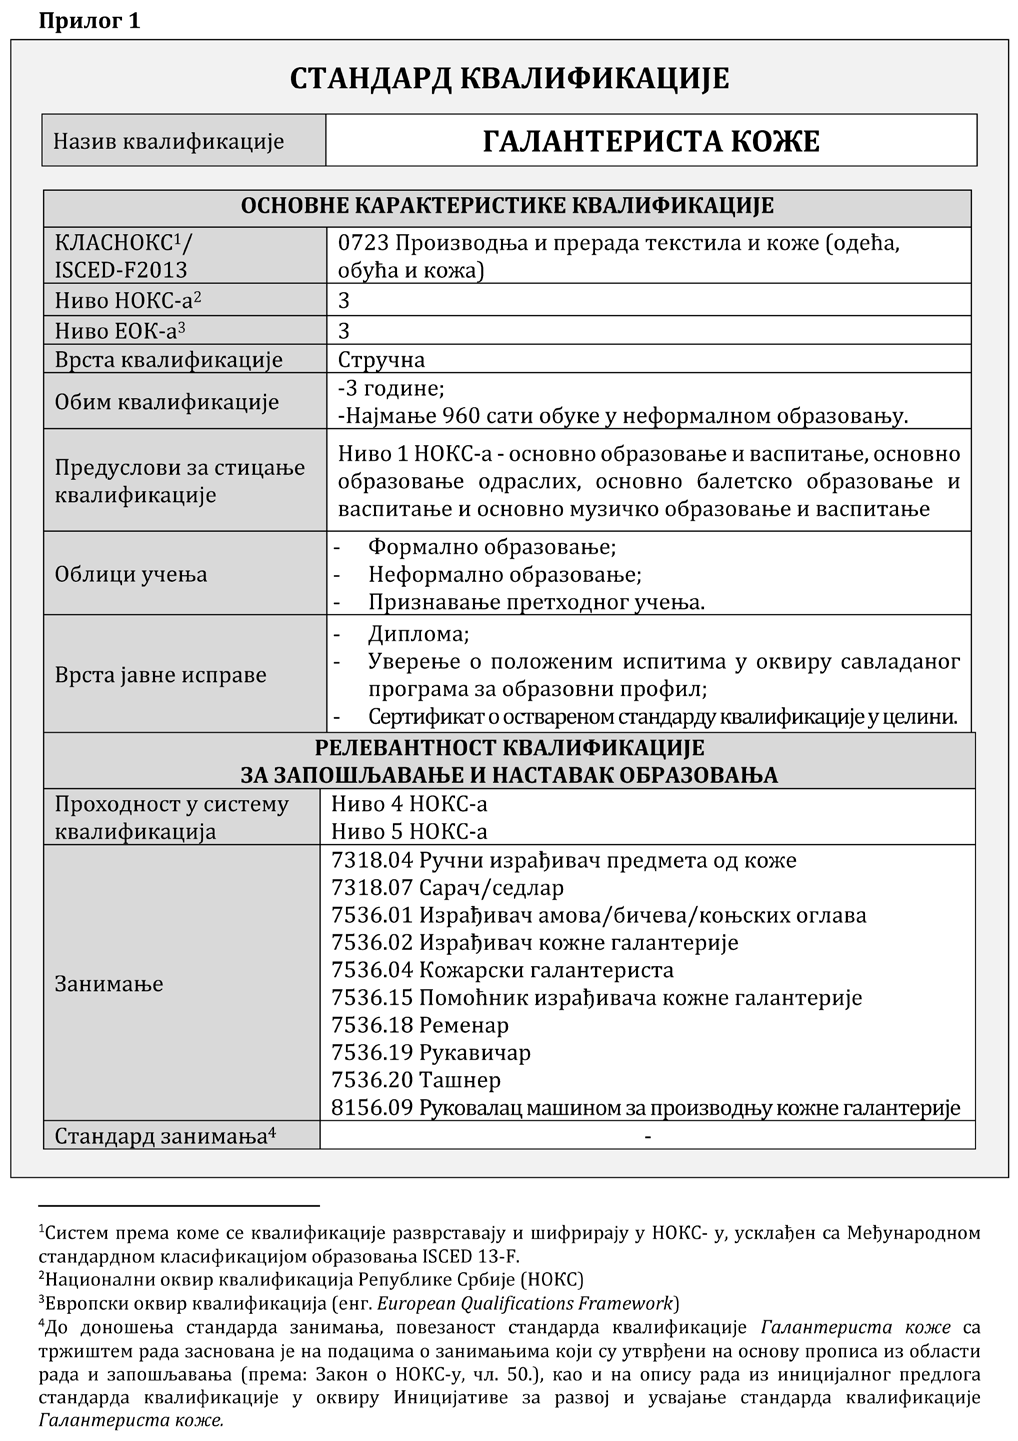 Прилог 1
СТАНДАРД КВАЛИФИКАЦИЈЕ
Назив квалификације
ГАЛАНТЕРИСТА КОЖЕ
ОСНОВНЕ КАРАКТЕРИСТИКЕ КВАЛИФИКАЦИЈЕ
КЛАСНОКС¹/
ISCED-F2013
0723 Производња и прерада текстила и коже (одећа,
обућа и кожа)
Ниво НОКС-а²
3
Ниво ЕОК-а³
3
Врста квалификације
Стручна
Обим квалификације
-3 године;
-Најмање 960 сати обуке у неформалном образовању.
Предуслови за стицање
квалификације
Ниво 1 НОКС-а - основно образовање и васпитање, основно
образовање одраслих, основно балетско образовање и
васпитање и основно музичко образовање и васпитање
Облици учења
- Формално образовање;
- Неформално образовање;
- Признавање претходног учења.
Врста јавне исправе
- Диплома;
- Уверење о положеним испитима у оквиру савладаног
програма за образовни профил;
- Сертификат о оствареном стандарду квалификације у целини.
РЕЛЕВАНТНОСТ КВАЛИФИКАЦИЈЕ
ЗА ЗАПОШЉАВАЊЕ И НАСТАВАК ОБРАЗОВАЊА
Проходност у систему
квалификација
Ниво 4 НОКС-а
Ниво 5 НОКС-а
Занимање
7318.04 Ручни израђивач предмета од коже
7318.07 Сарач/седлар
7536.01 Израђивач амова/бичева/коњских оглава
7536.02 Израђивач кожне галантерије
7536.04 Кожарски галантериста
7536.15 Помоћник израђивача кожне галантерије
7536.18 Ременар
7536.19 Рукавичар
7536.20 Ташнер
8156.09 Руковалац машином за производњу кожне галантерије
Стандард занимања⁴
-
¹Систем према коме се квалификације разврставају и шифрирају у НОКС- у, усклађен са Међународном
стандардном класификацијом образовања ISCED 13-F.
²Национални оквир квалификација Републике Србије (НОКС)
³Европски оквир квалификација (енг. European Qualifications Framework)
⁴До доношења стандарда занимања, повезаност стандарда квалификације Галантериста коже са
тржиштем рада заснована је на подацима о занимањима који су утврђени на основу прописа из области
рада и запошљавања (према: Закон о НОКС-у, чл. 50.), као и на опису рада из иницијалног предлога
стандарда квалификације у оквиру Иницијативе за развој и усвајање стандарда квалификације
Галантериста коже.